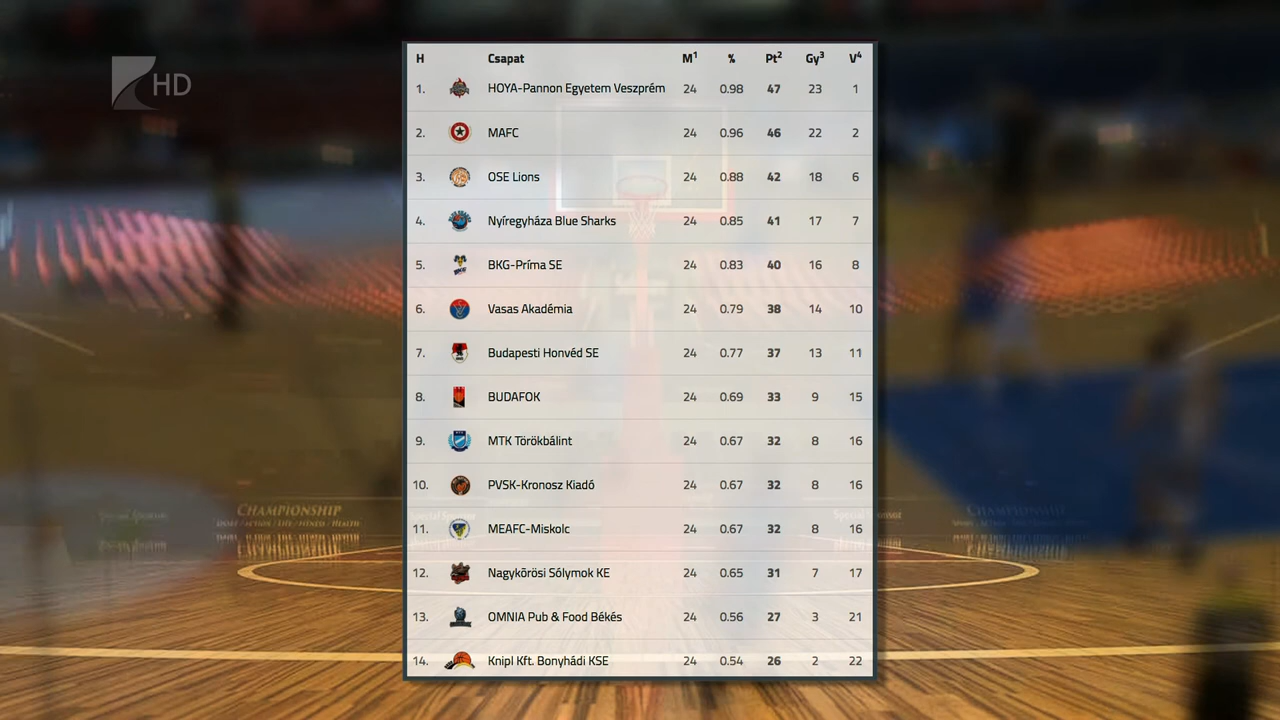 HD
H Csapat M¹ % Pt² Gy³ V⁴
1. HOYA-Pannon Egyetem Veszprém 24 0.98 47 23 1
2. MAFC 24 0.96 46 22 2
3. OSE Lions 24 0.88 42 18 6
4. Nyíregyháza Blue Sharks 24 0.85 41 17 7
5. BKG-Príma SE 24 0.83 40 16 8
6. Vasas Akadémia 24 0.79 38 14 10
7. Budapesti Honvéd SE 24 0.77 37 13 11
8. BUDAFOK 24 0.69 33 9 15
9. MTK Törökbálint 24 0.67 32 8 16
10. PVSK-Kronosz Kiadó 24 0.67 32 8 16
11. MEAFC-Miskolc 24 0.67 32 8 16
12. Nagykõrösi Sólymok KE 24 0.65 31 7 17
13. OMNIA Pub & Food Békés 24 0.56 27 3 21
14. Knipl Kft. Bonyhádi KSE 24 0.54 26 2 22
CHAMPIONSHIP